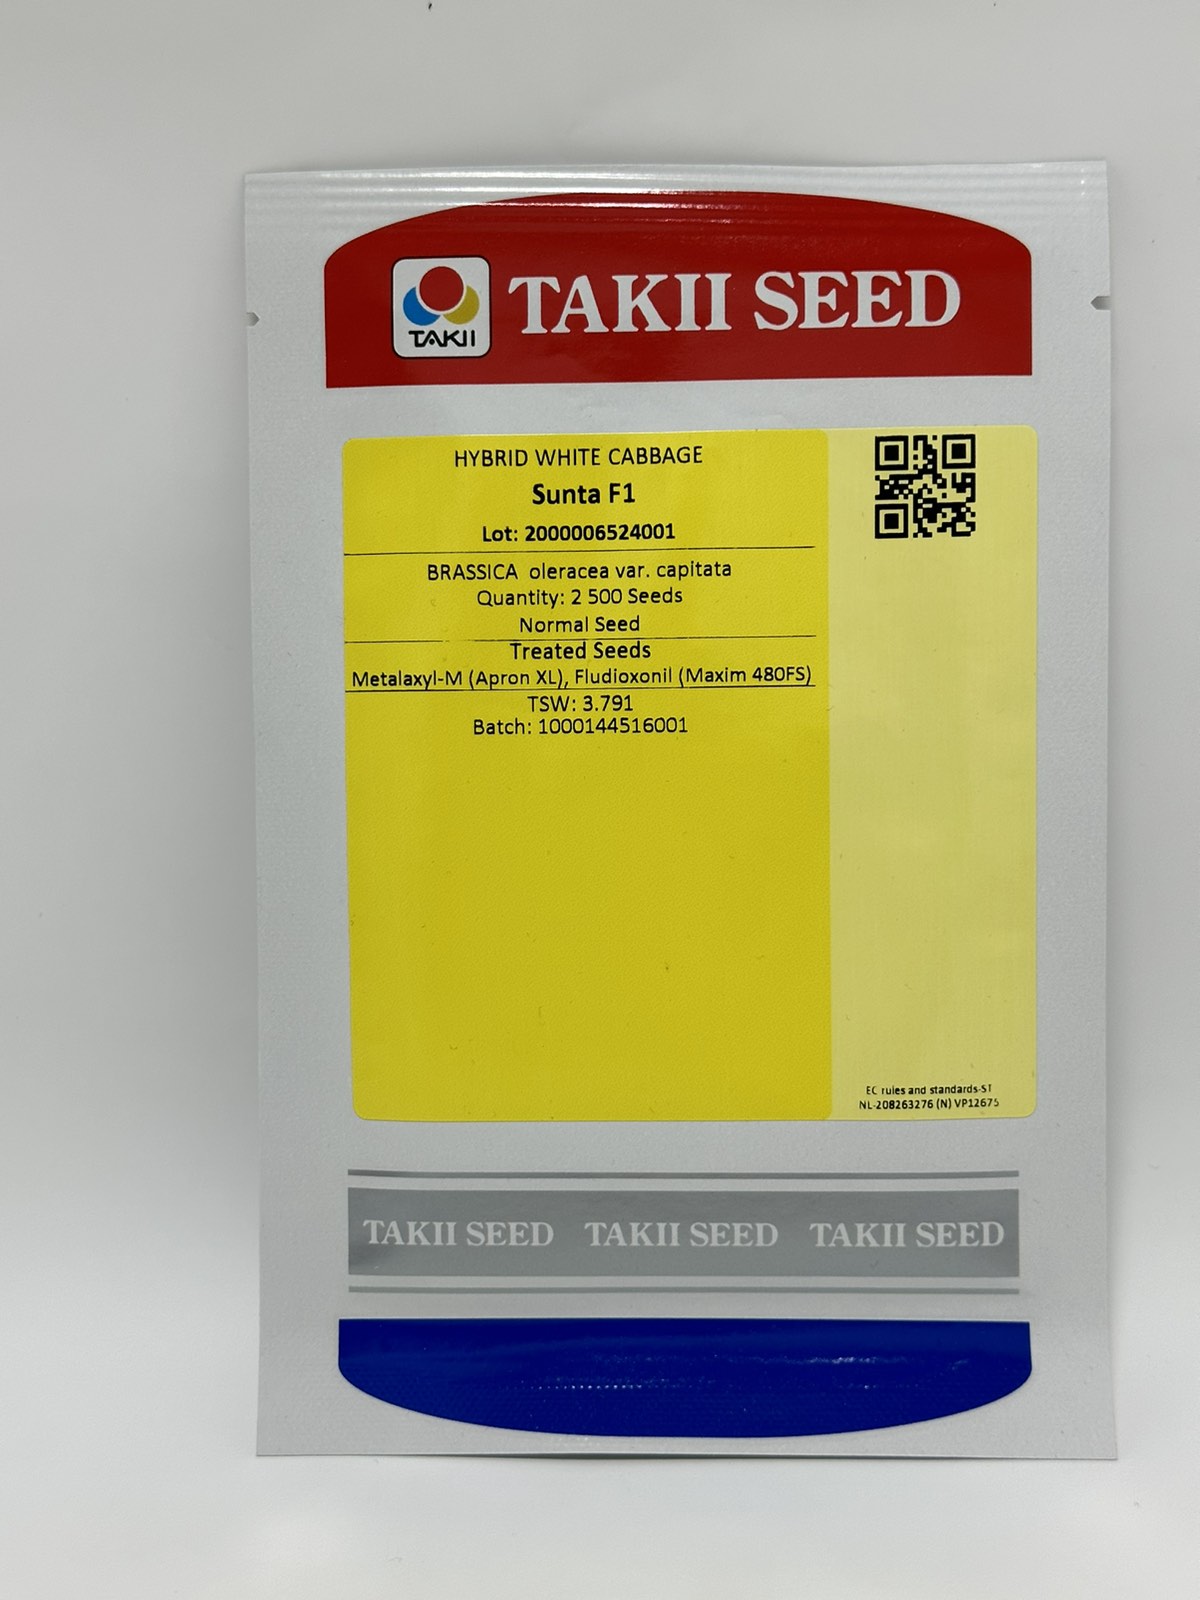 TAKII
TAKII SEED
HYBRID WHITE CABBAGE
Sunta F1
Lot: 2000006524001
BRASSICA oleracea var. capitata
Quantity: 2 500 Seeds
Normal Seed
Treated Seeds
Metalaxyl-M (Apron XL), Fludioxonil (Maxim 480FS)
TSW: 3.791
Batch: 1000144516001
EC rules and standards-ST
NL-208263276 (N) VP12675
TAKII SEED TAKII SEED TAKII SEED